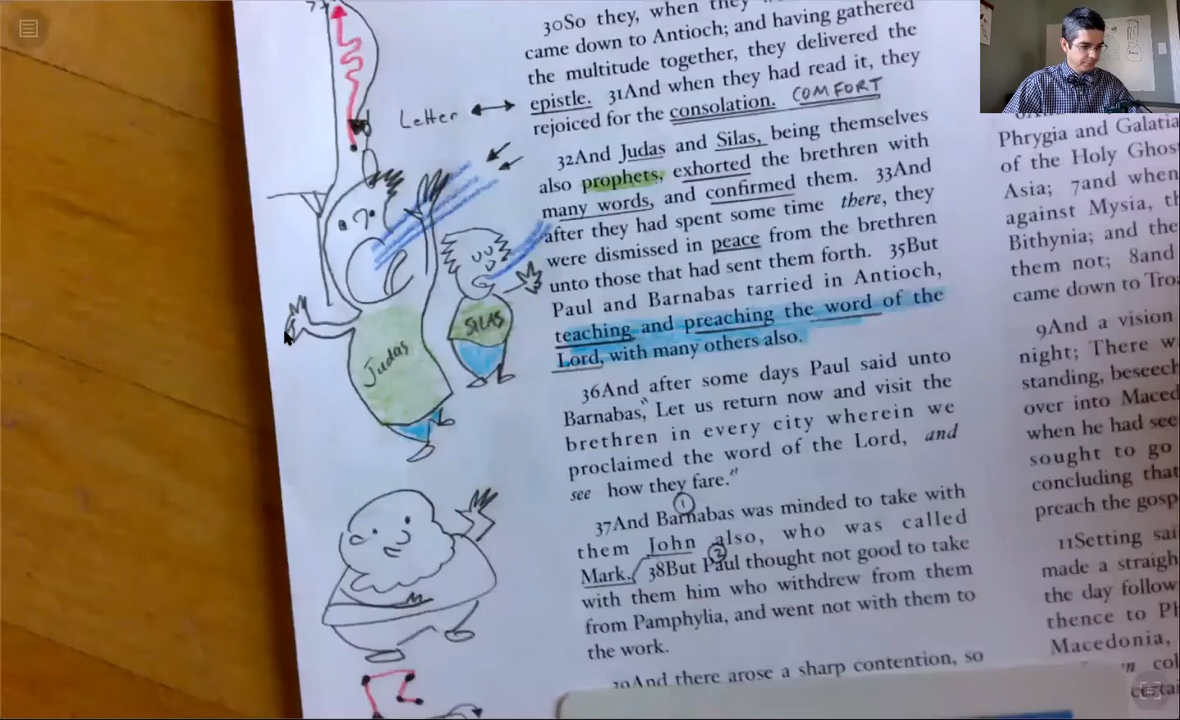 30So they, when they
came down to Antioch; and having gathered
the multitude together, they delivered the
epistle. 31And when they had read it, they
rejoiced for the consolation. COMFORT
Letter
32And Judas and Silas, being themselves
also prophets, exhorted the brethren with
many words, and confirmed them. 33And
after they had spent some time there, they
were dismissed in peace from the brethren
unto those that had sent them forth. 35But
Paul and Barnabas tarried in Antioch,
teaching and preaching the word of the
Lord, with many others also.
Judas
SILAS
36And after some days Paul said unto
Barnabas," Let us return now and visit the
brethren in every city wherein we
proclaimed the word of the Lord, and
see how they fare."
1
37And Barnabas was minded to take with
them John also, who was called
2
Mark. 38But Paul thought not good to take
with them him who withdrew from them
from Pamphylia, and went not with them to
the work.
And there arose a sharp contention, so
Phrygia and Galatia
of the Holy Ghos
Asia; 7and when
against Mysia, th
Bithynia; and the
them not; 8and
came down to Tro
9And a vision
night; There w
standing, beseech
over into Maced
when he had see
sought to go
concluding that
preach the gosp
11Setting sai
made a straigh
the day follow
thence to Ph
Macedonia,
col
certai